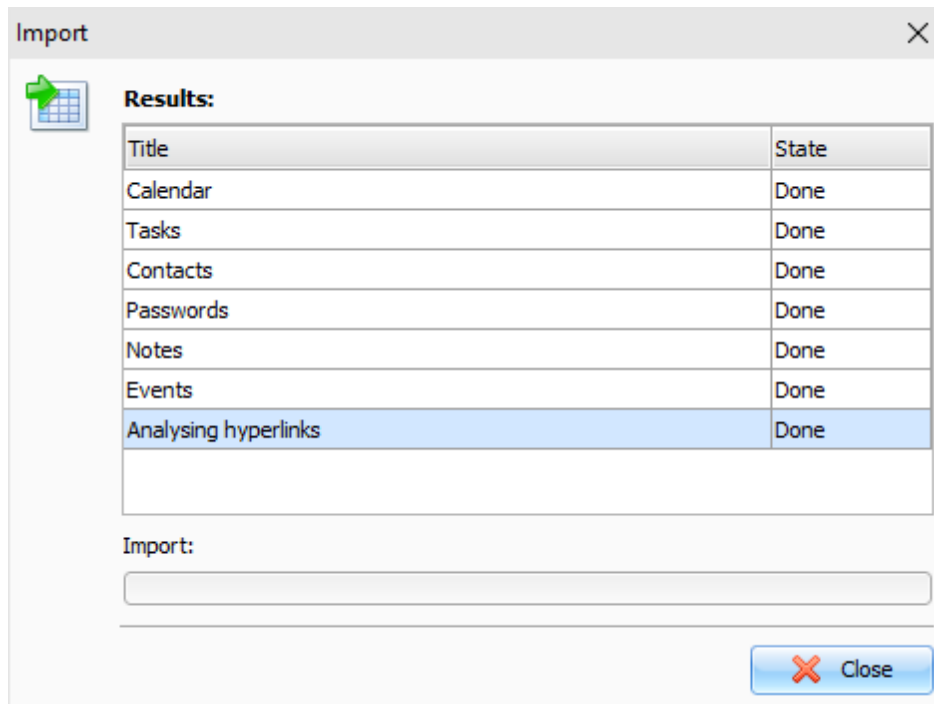 Import
Results:
Title State
Calendar Done
Tasks Done
Contacts Done
Passwords Done
Notes Done
Events Done
Analysing hyperlinks Done
Import:
Close